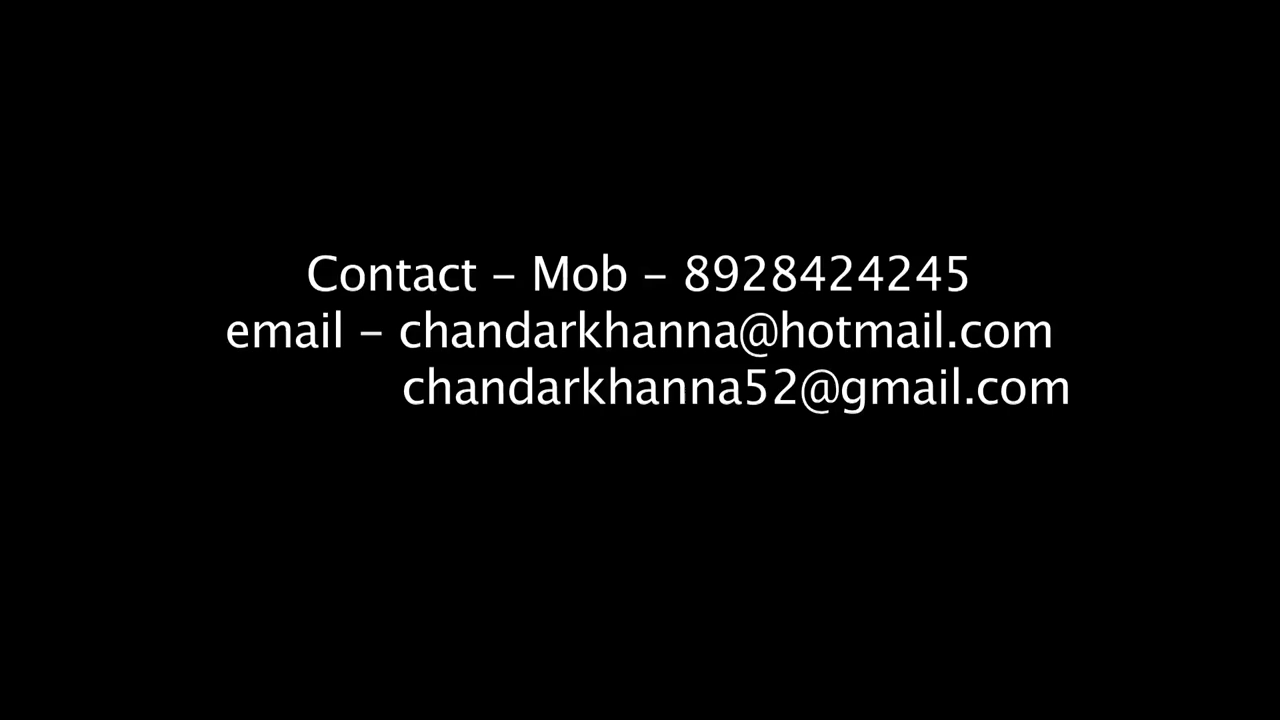 Contact - Mob - 8928424245
email - chandarkhanna@hotmail.com
chandarkhanna52@gmail.com